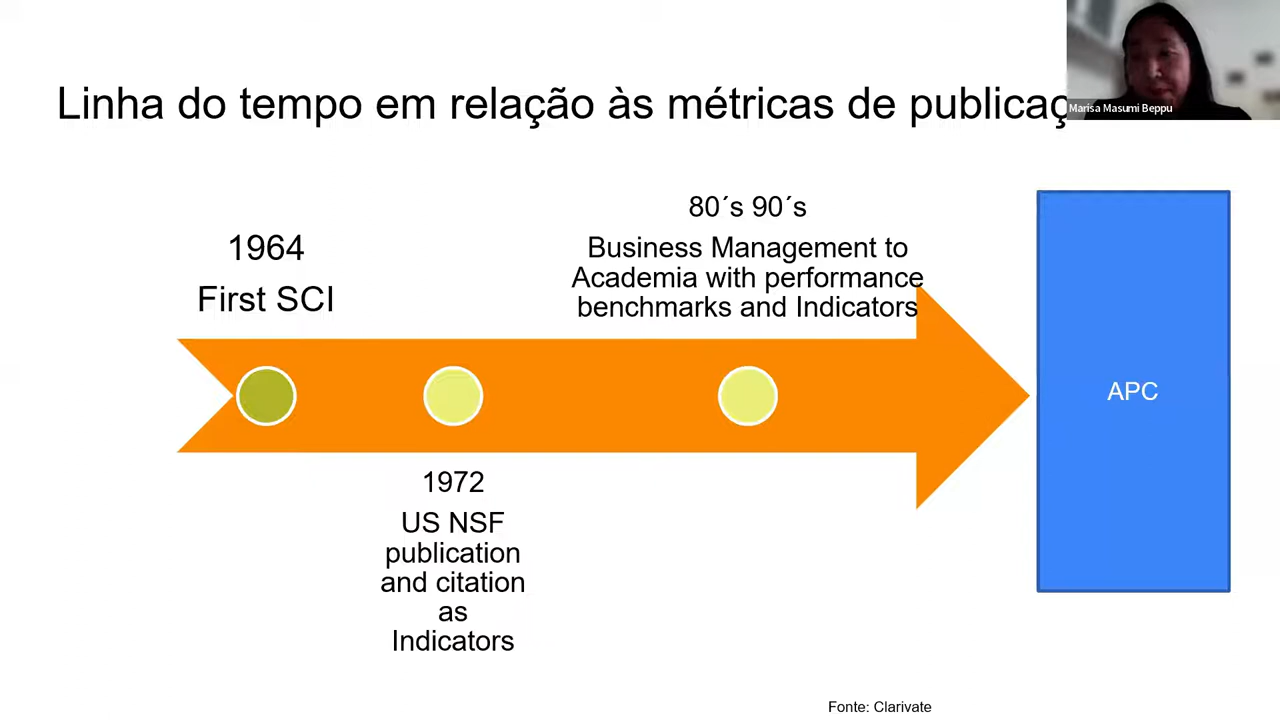 Linha do tempo em relação às métricas de publicaç
Marisa Masumi Beppu
1964
First SCI
80´s 90´s
Business Management to
Academia with performance
benchmarks and Indicators
APC
1972
US NSF
publication
and citation
as
Indicators
Fonte: Clarivate